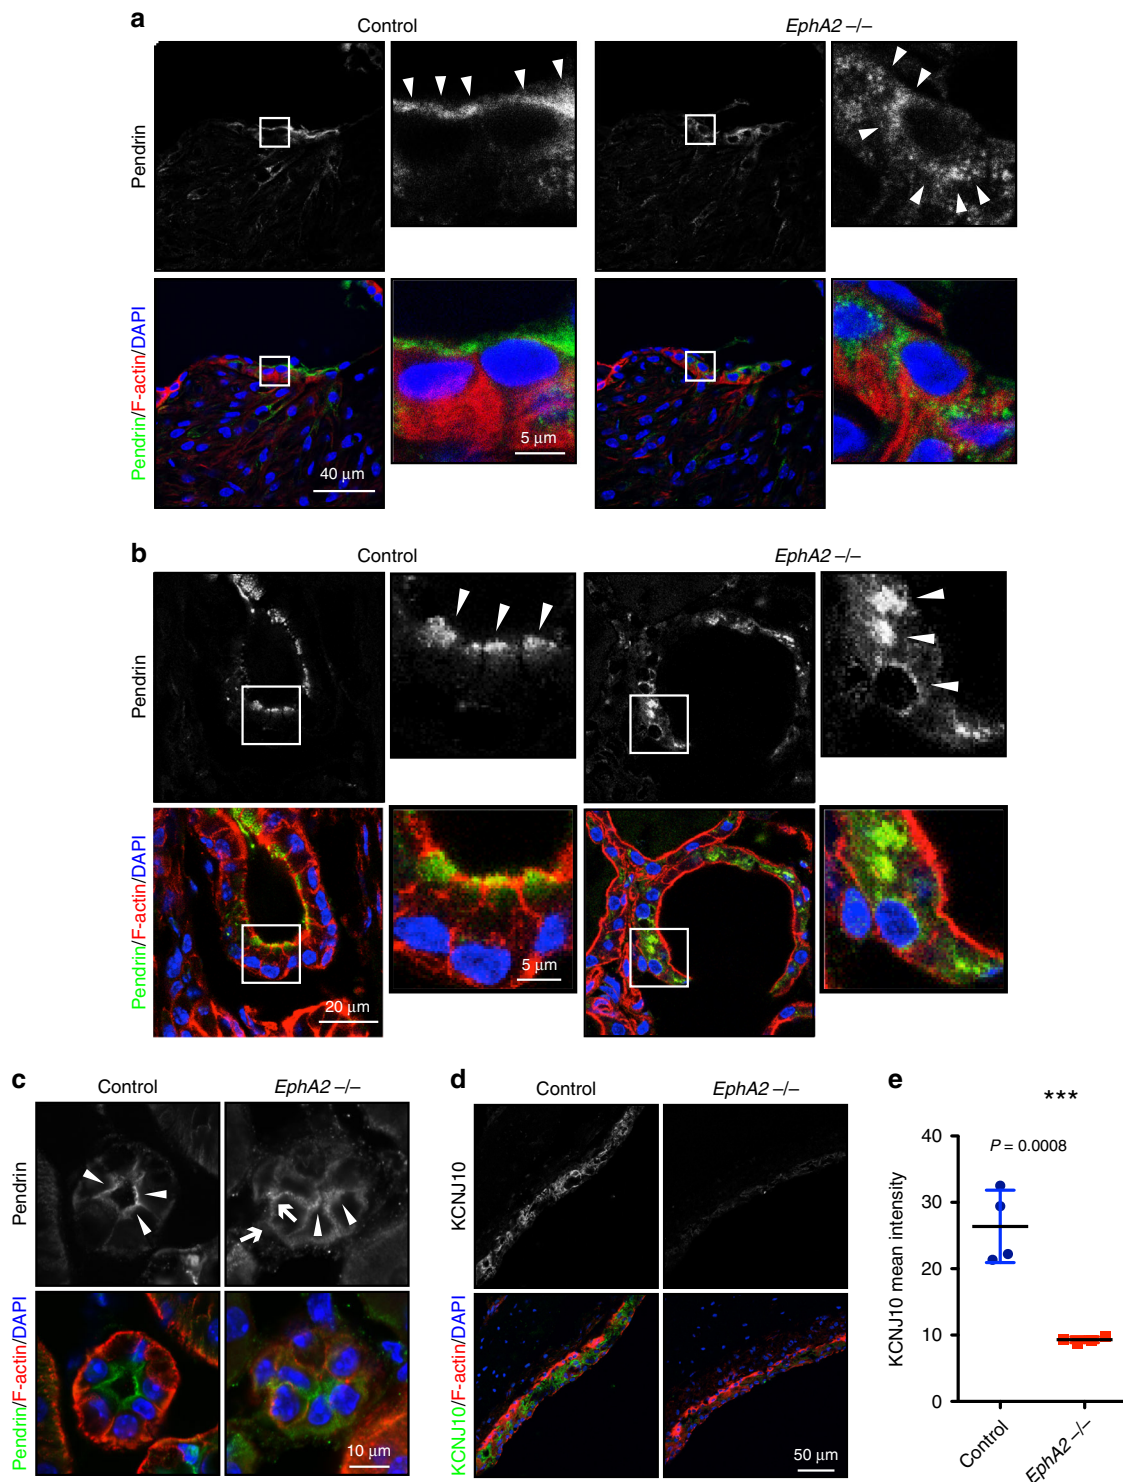 a
Control
EphA2 –/–
Pendrin
Pendrin/F-actin/DAPI
40 μm
5 μm
b
Control
EphA2 –/–
Pendrin
Pendrin/F-actin/DAPI
20 μm
5 μm
c
Control
EphA2 –/–
Pendrin
Pendrin/F-actin/DAPI
10 μm
d
Control
EphA2 –/–
KCNJ10
KCNJ10/F-actin/DAPI
50 μm
e
***
P = 0.0008
KCNJ10 mean intensity
40
30
20
10
0
Control
EphA2 –/–